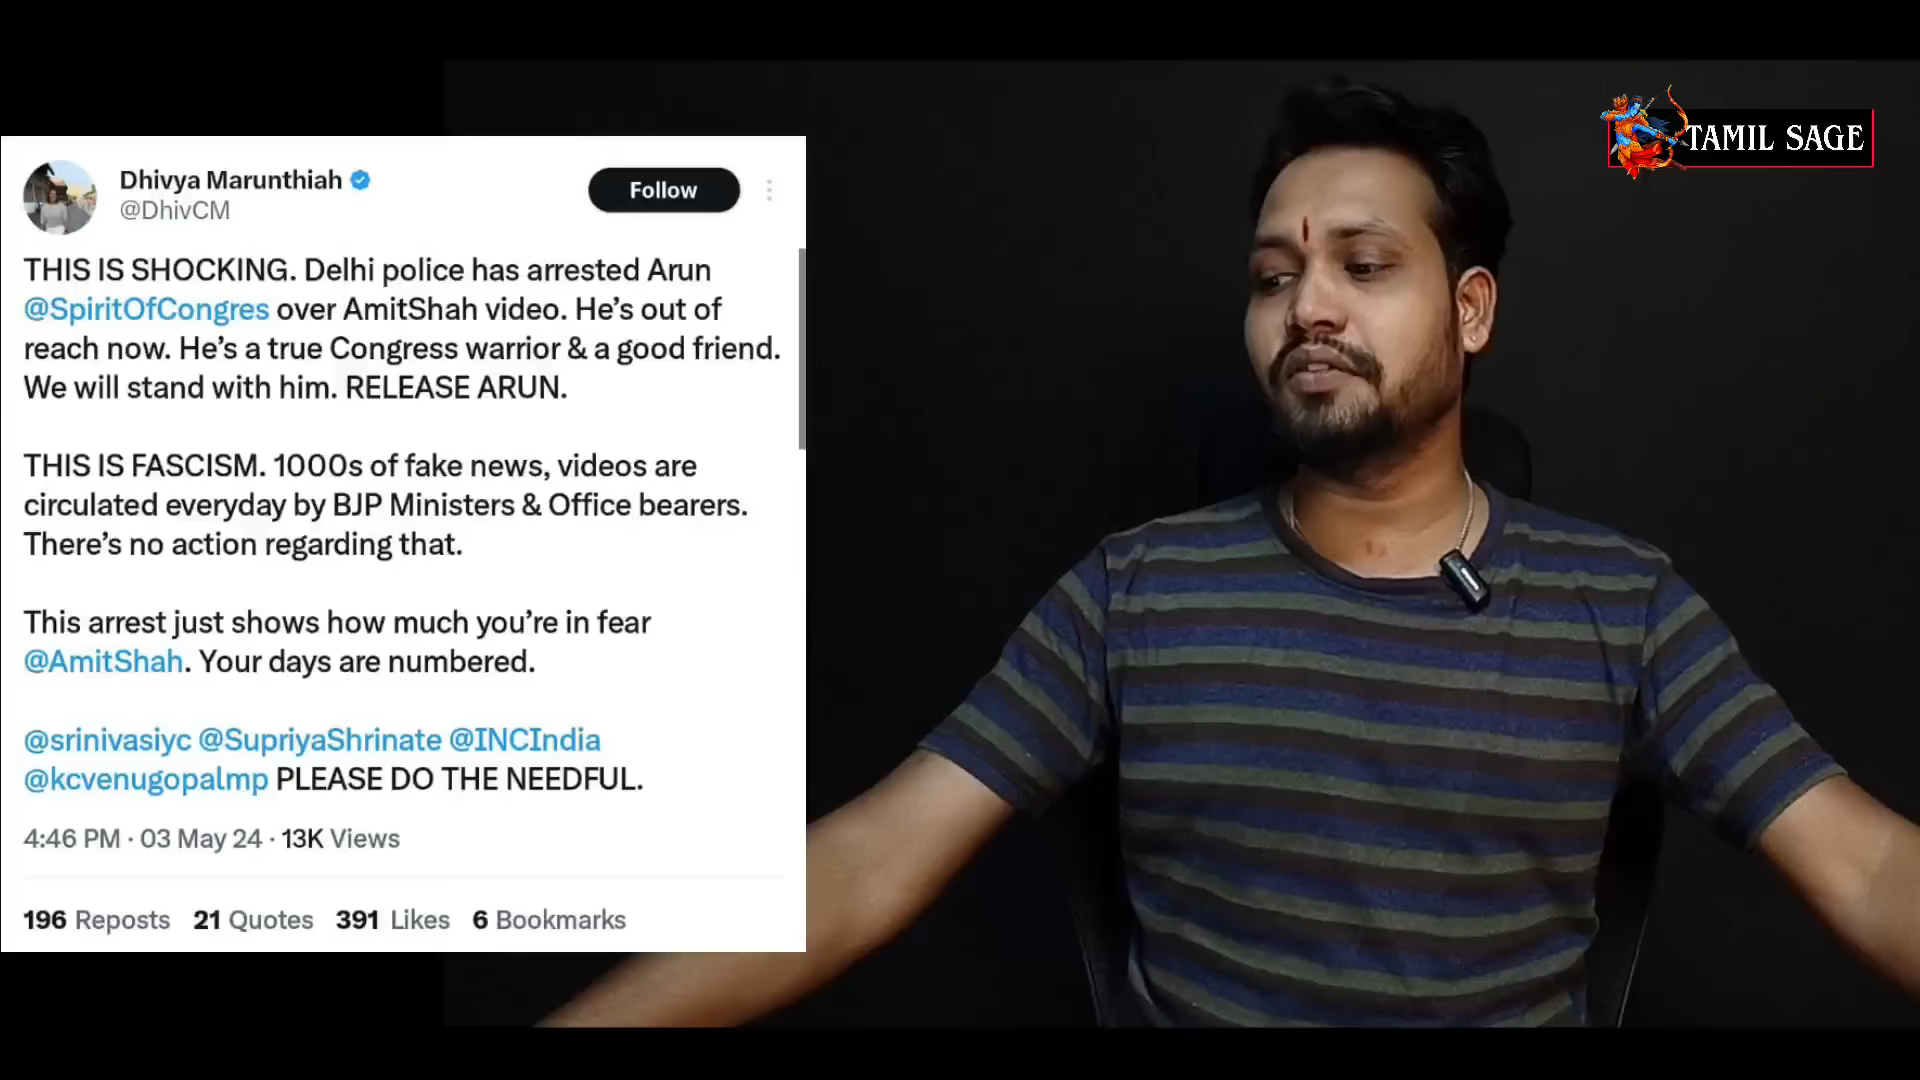 Dhivya Marunthiah
@DhivCM
Follow
THIS IS SHOCKING. Delhi police has arrested Arun
@SpiritOfCongres over AmitShah video. He’s out of
reach now. He’s a true Congress warrior & a good friend.
We will stand with him. RELEASE ARUN.
THIS IS FASCISM. 1000s of fake news, videos are
circulated everyday by BJP Ministers & Office bearers.
There’s no action regarding that.
This arrest just shows how much you’re in fear
@AmitShah. Your days are numbered.
@srinivasiyc @SupriyaShrinate @INCIndia
@kcvenugopalmp PLEASE DO THE NEEDFUL.
4:46 PM · 03 May 24 · 13K Views
196 Reposts 21 Quotes 391 Likes 6 Bookmarks
TAMIL SAGE